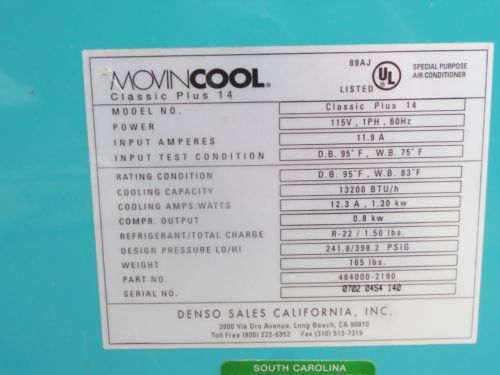 MOVINCOOL®
Classic Plus 14
89AJ
UL
LISTED
SPECIAL PURPOSE
AIR CONDITIONER
MODEL NO. Classic Plus 14
POWER 115V, 1PH, 60Hz
INPUT AMPERES 11.9 A
INPUT TEST CONDITION D.B. 95°F, W.B. 75°F
RATING CONDITION D.B. 95°F, W.B. 83°F
COOLING CAPACITY 13200 BTU/h
COOLING AMPS.WATTS 12.3 A, 1.30 kw
COMPR. OUTPUT 0.8 kw
REFRIGERANT/TOTAL CHARGE R-22 / 1.50 lbs.
DESIGN PRESSURE LO/HI 241.8/398.2 PSIG
WEIGHT 165 lbs.
PART NO. 484000-2190
SERIAL NO. 0702 0454 140
DENSO SALES CALIFORNIA, INC.
3900 Via Oro Avenue, Long Beach, CA 90810
Toll Free (800) 222-6352 Fax (310) 513-7319
SOUTH CAROLINA